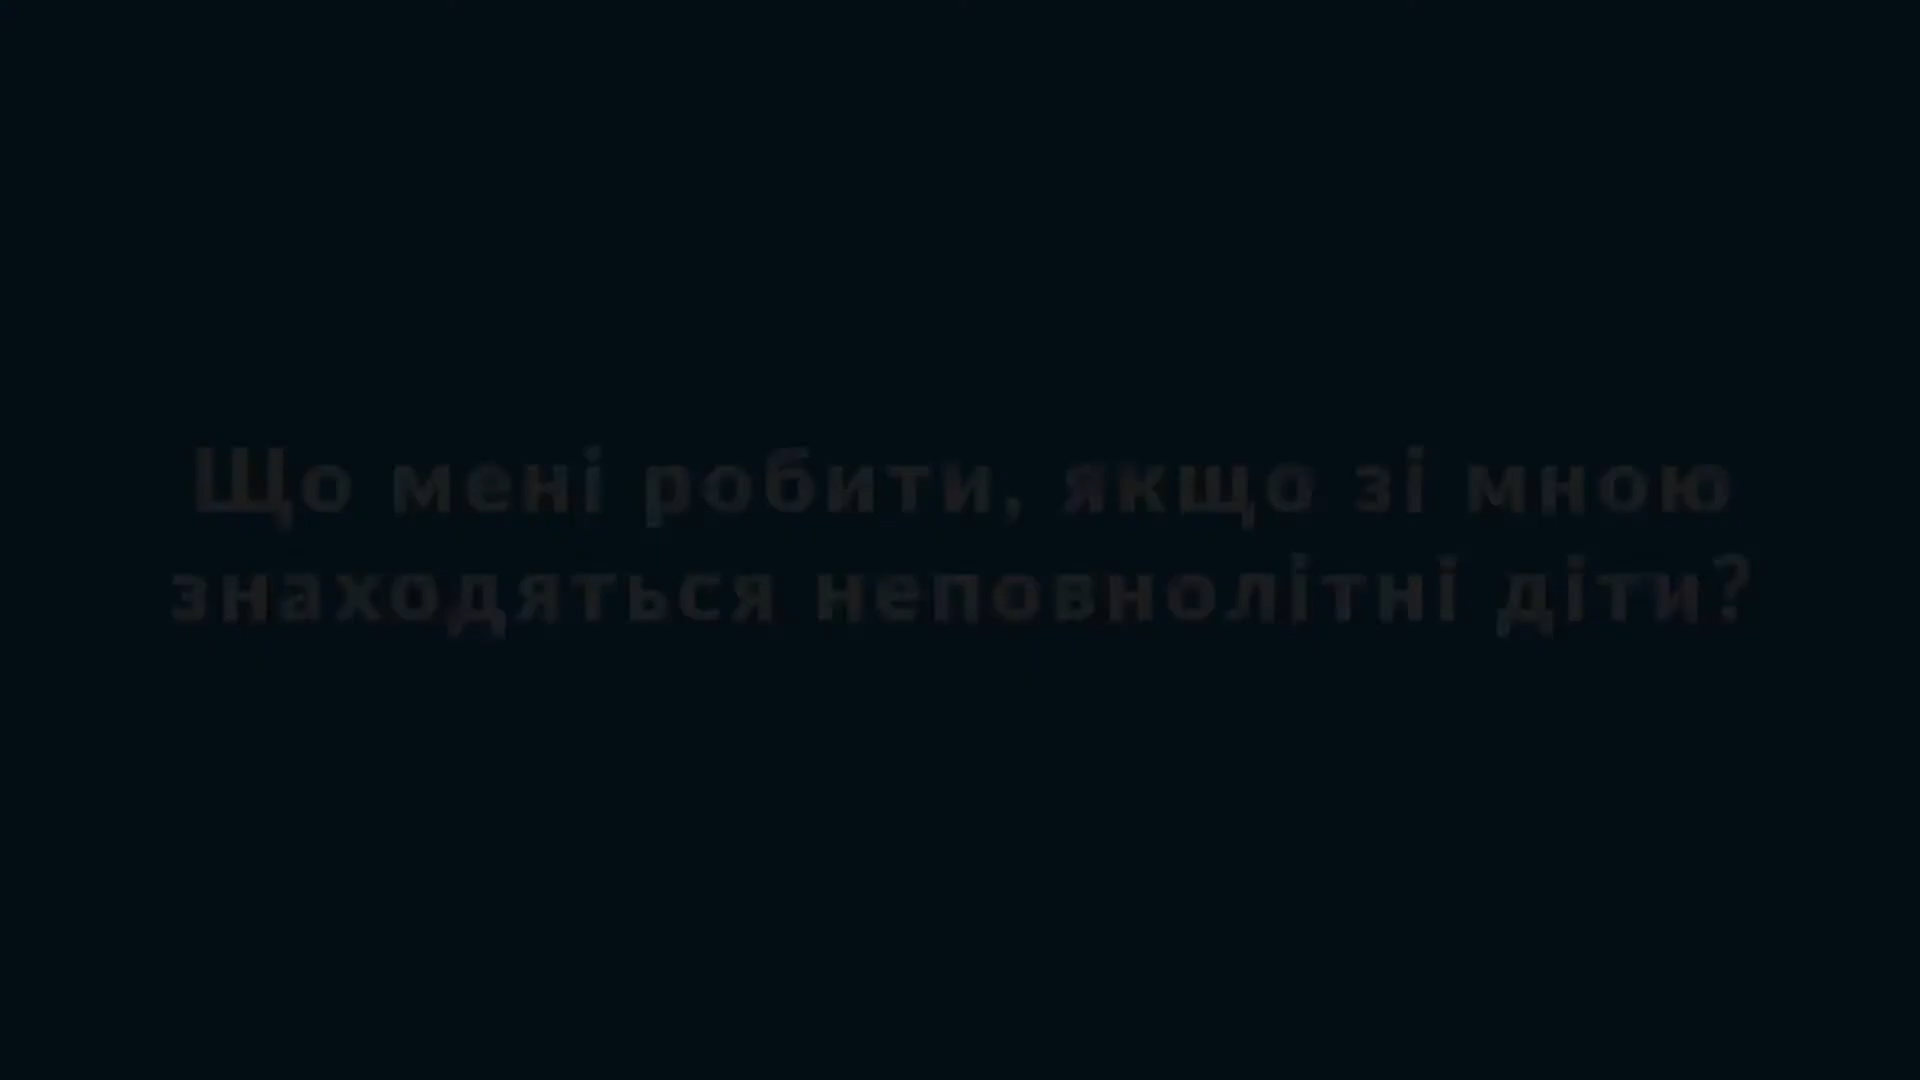 Що мені робити, якщо зі мною
знаходяться неповнолітні діти?